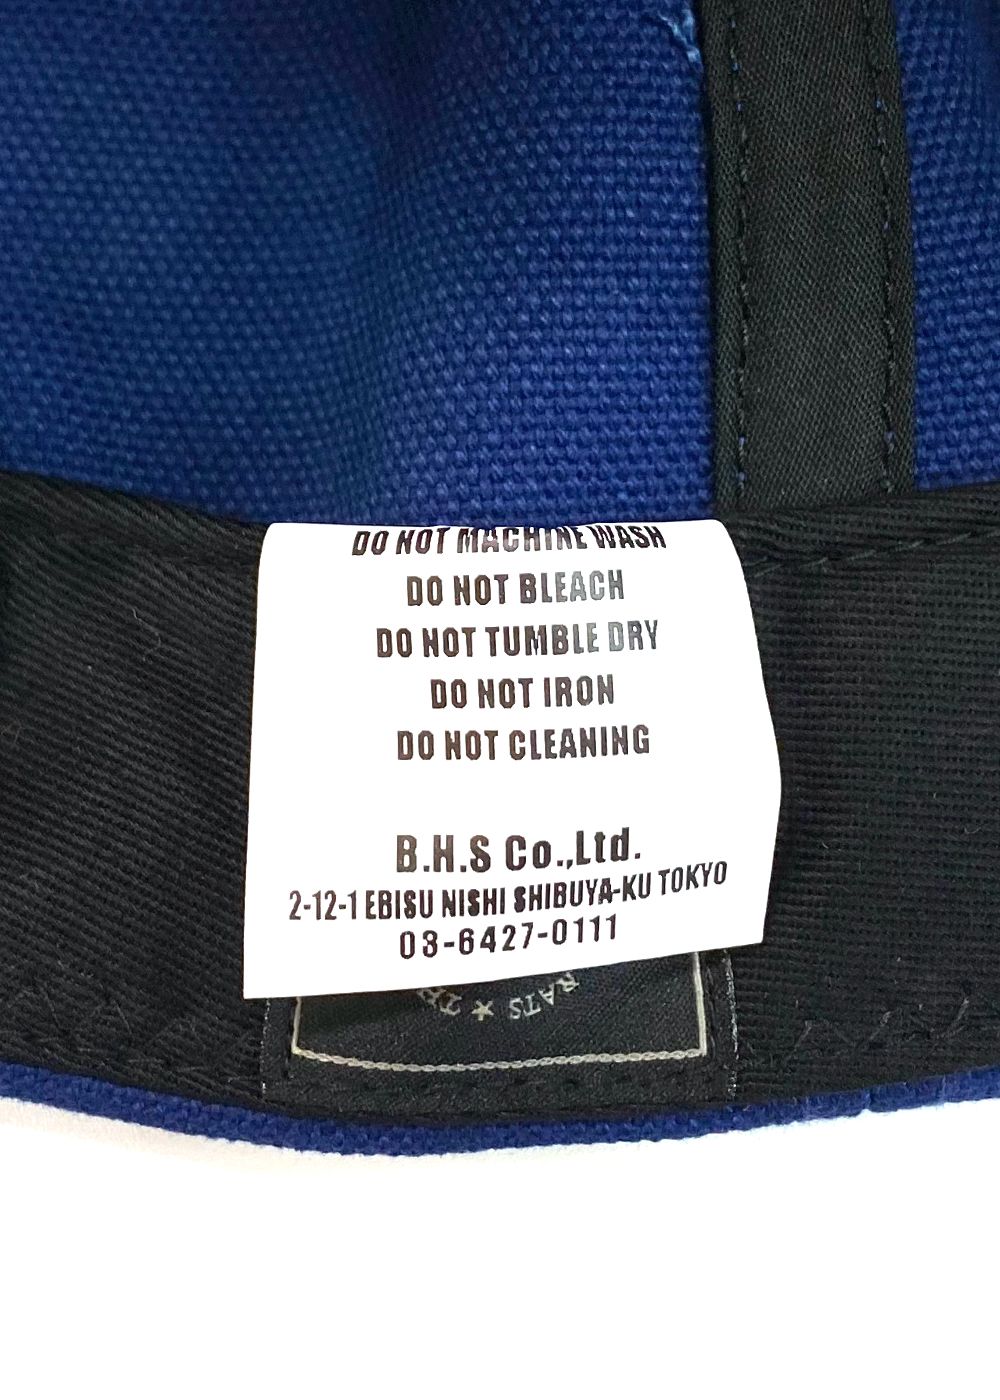 DO NOT MACHINE WASH
DO NOT BLEACH
DO NOT TUMBLE DRY
DO NOT IRON
DO NOT CLEANING
B.H.S Co.,Ltd.
2-12-1 EBISU NISHI SHIBUYA-KU TOKYO
03-6427-0111
RATS ★